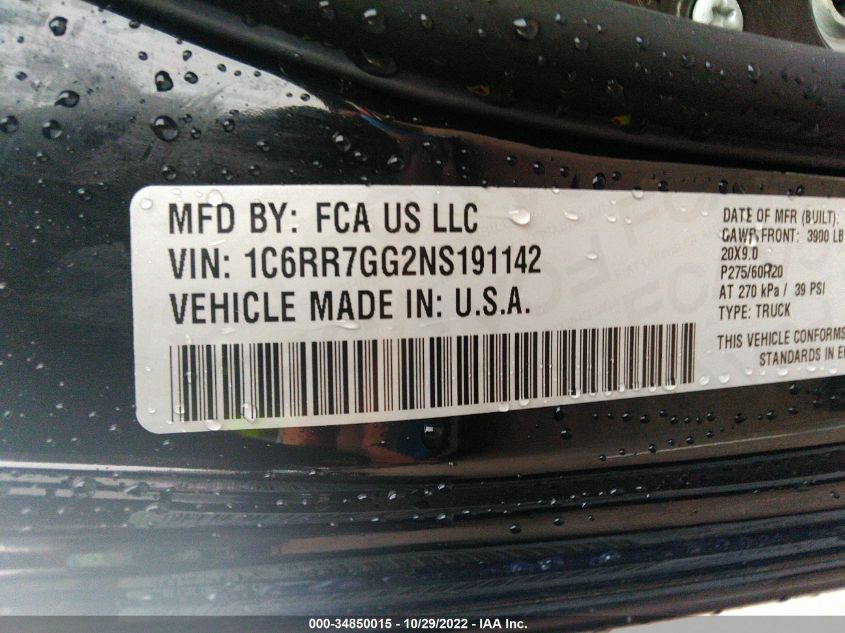 MFD BY: FCA US LLC
VIN: 1C6RR7GG2NS191142
VEHICLE MADE IN: U.S.A.
DATE OF MFR (BUILT):
GAWR FRONT: 3900 LB
20X9.0
P275/60R20
AT 270 kPa / 39 PSI
TYPE: TRUCK
THIS VEHICLE CONFORMS
STANDARDS IN
000-34850015 - 10/29/2022 - IAA Inc.